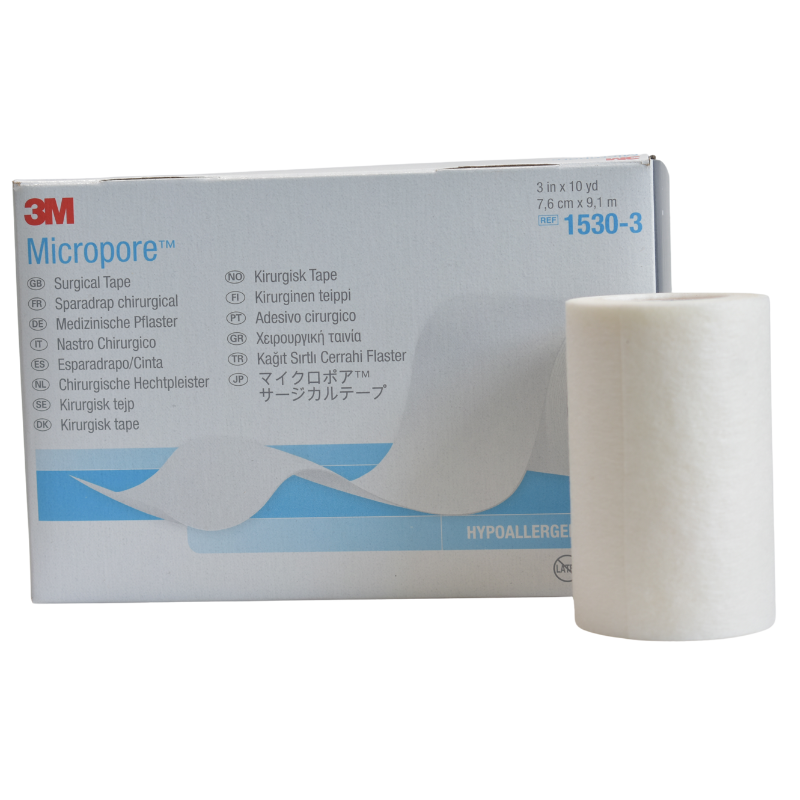 3M
Micropore™
GB Surgical Tape
FR Sparadrap chirurgical
DE Medizinische Pflaster
IT Nastro Chirurgico
ES Esparadrapo/Cinta
NL Chirurgische Hechtpleister
SE Kirurgisk tejp
DK Kirurgisk tape
NO Kirurgisk Tape
FI Kirurginen teippi
PT Adesivo cirurgico
GR Χειρουργική ταινία
TR Kağıt Sırtlı Cerrahi Flaster
JP マイクロポア™
サージカルテープ
3 in x 10 yd
7,6 cm x 9,1 m
REF 1530-3